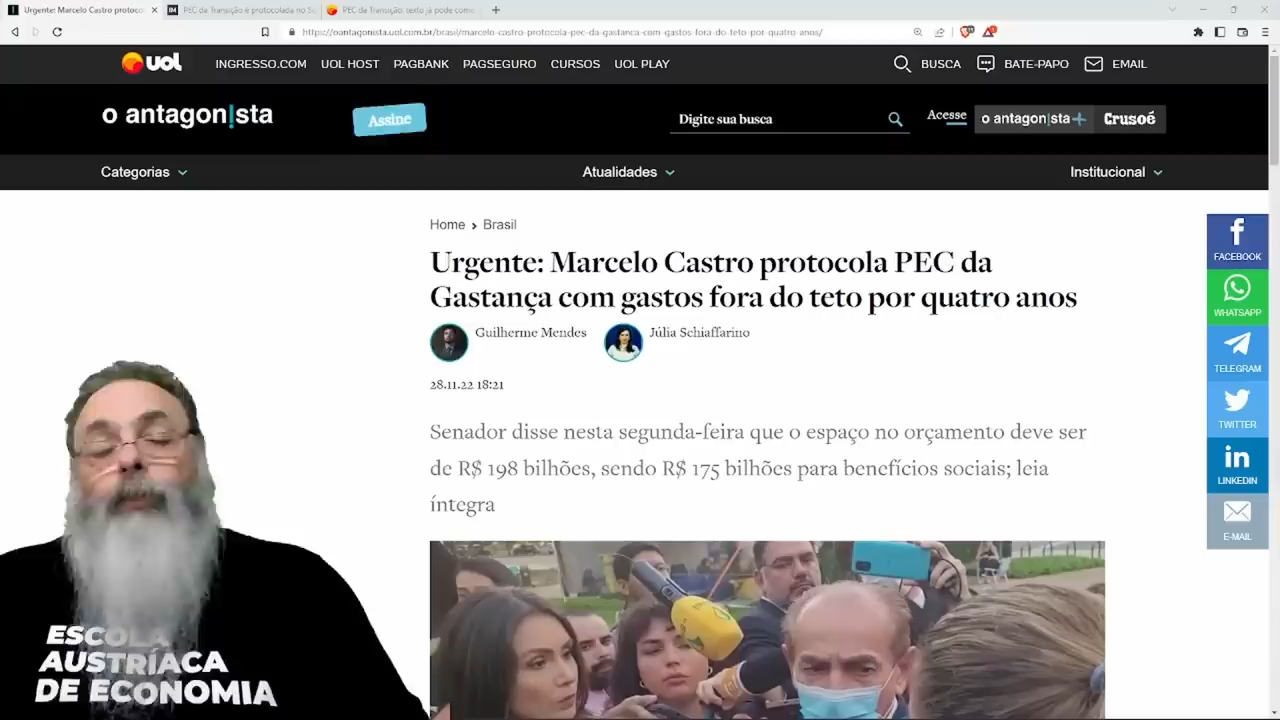 Urgente: Marcelo Castro protoco
PEC da Transição é protocolada no Se
PEC da Transição: texto já pode come
https://oantagonista.uol.com.br/brasil/marcelo-castro-protocola-pec-da-gastanca-com-gastos-fora-do-teto-por-quatro-anos/
uol
INGRESSO.COM
UOL HOST
PAGBANK
PAGSEGURO
CURSOS
UOL PLAY
BUSCA
BATE-PAPO
EMAIL
o antagon!sta
Assine
Digite sua busca
Acesse
o antagon|sta+
Crusoé
Categorias
Atualidades
Institucional
Home › Brasil
Urgente: Marcelo Castro protocola PEC da
Gastança com gastos fora do teto por quatro anos
Guilherme Mendes
Júlia Schiaffarino
28.11.22 18:21
Senador disse nesta segunda-feira que o espaço no orçamento deve ser
de R$ 198 bilhões, sendo R$ 175 bilhões para benefícios sociais; leia
íntegra
FACEBOOK
WHATSAPP
TELEGRAM
TWITTER
LINKEDIN
E-MAIL
ESCOLA
AUSTRÍACA
DE ECONOMIA